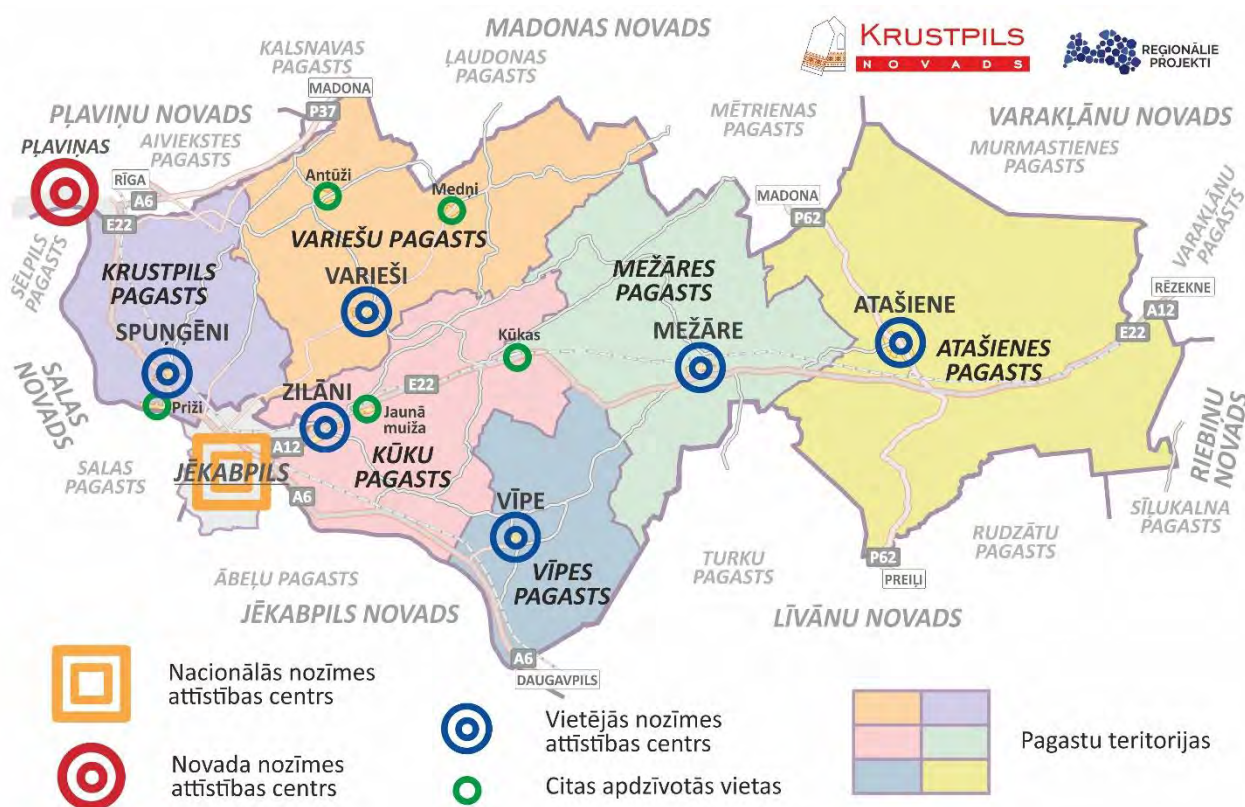 MADONAS NOVADS
KRUSTPILS
NOVADS
REGIONĀLIE
PROJEKTI
KALSNAVAS
PAGASTS
ĻAUDONAS
PAGASTS
MADONA
P37
PĻAVIŅU NOVADS
AIVIEKSTES
PAGASTS
MĒTRIENAS
PAGASTS
VARAKĻĀNU NOVADS
MURMASTIENES
PAGASTS
PĻAVIŅAS
RĪGA
A6
E22
Antūži
Medņi
MADONA
P62
VARAKĻĀNU
PAGASTS
SĒLPILS
PAGASTS
VARIEŠU PAGASTS
KRUSTPILS
PAGASTS
MEŽĀRES
PAGASTS
VARIEŠI
RĒZEKNE
A12
E22
SPUŅĢĒNI
Kūkas
MEŽĀRE
ATAŠIENE
ATAŠIENES
PAGASTS
SALAS
NOVADS
Priži
ZILĀNI
E22
Jaunā
muiža
A12
KŪKU
PAGASTS
RIEBIŅU
NOVADS
SALAS
PAGASTS
JĒKABPILS
A6
VĪPE
SĪĻUKALNA
PAGASTS
RUDZĀTU
PAGASTS
P62
PREIĻI
TURKU
PAGASTS
VĪPES
PAGASTS
ĀBEĻU PAGASTS
JĒKABPILS NOVADS
LĪVĀNU NOVADS
A6
DAUGAVPILS
Nacionālās nozīmes
attīstības centrs
Novada nozīmes
attīstības centrs
Vietējās nozīmes
attīstības centrs
Citas apdzīvotās vietas
Pagastu teritorijas